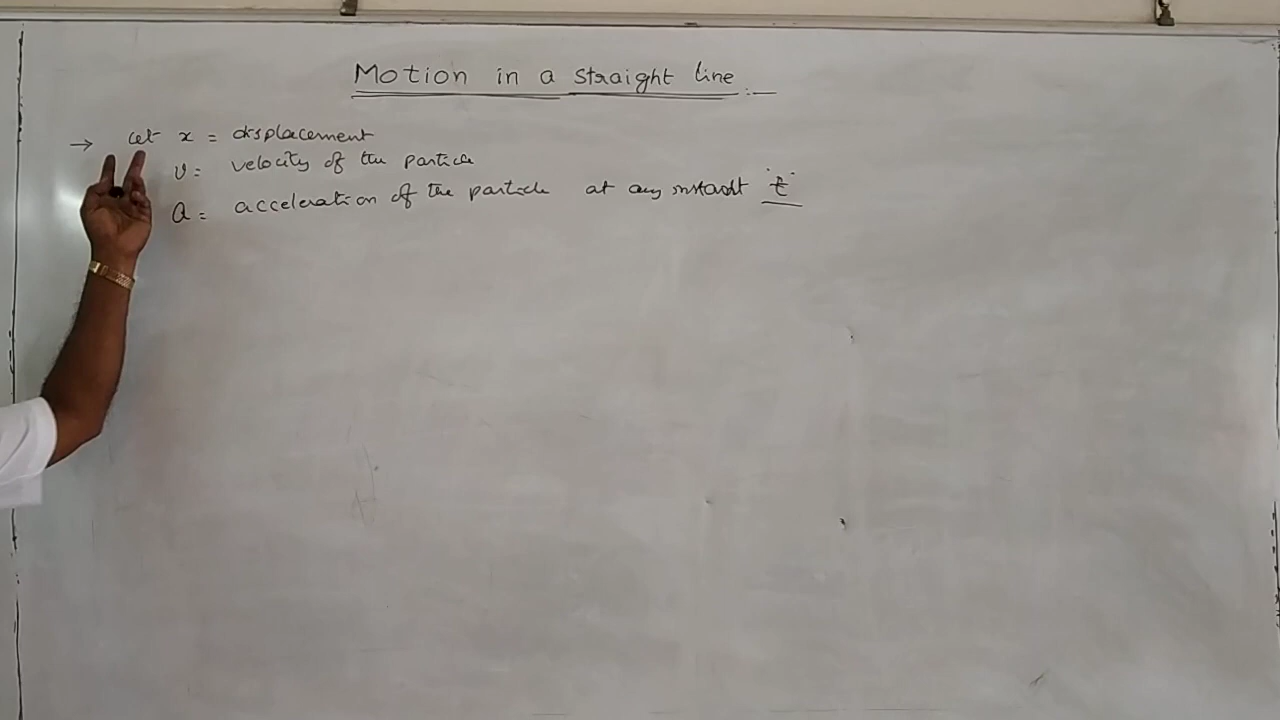 Motion in a straight line :-
→ Let x = displacement
v = velocity of the particle
a = acceleration of the particle at any instant 't'